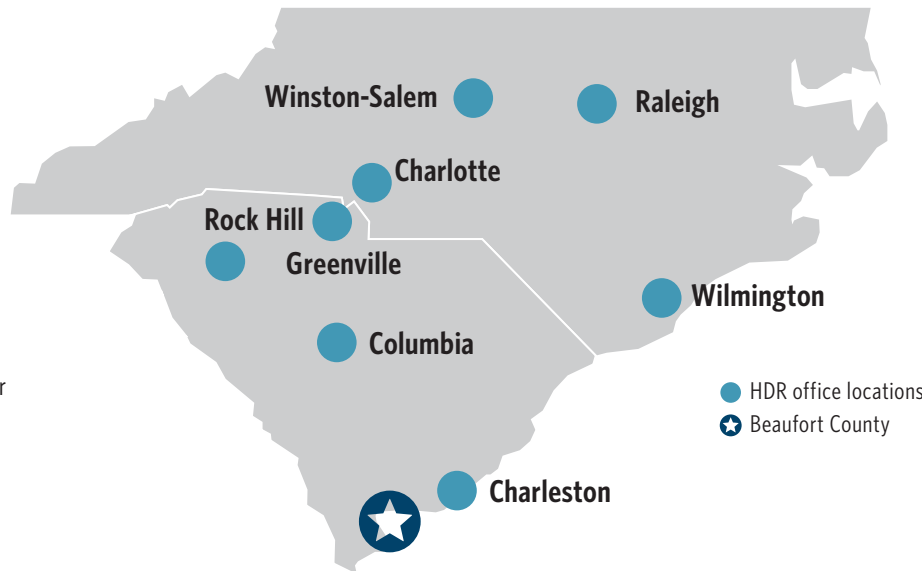 Winston-Salem
Raleigh
Charlotte
Rock Hill
Greenville
Wilmington
Columbia
r
HDR office locations
Beaufort County
Charleston